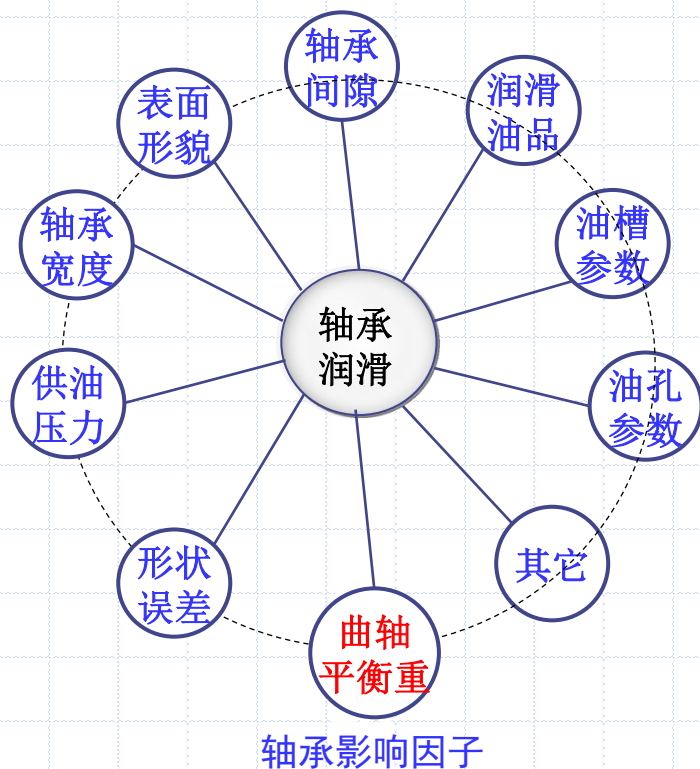 轴承
间隙
润滑
油品
表面
形貌
油槽
参数
轴承
宽度
轴承
润滑
供油
压力
油孔
参数
形状
误差
其它
曲轴
平衡重
轴承影响因子